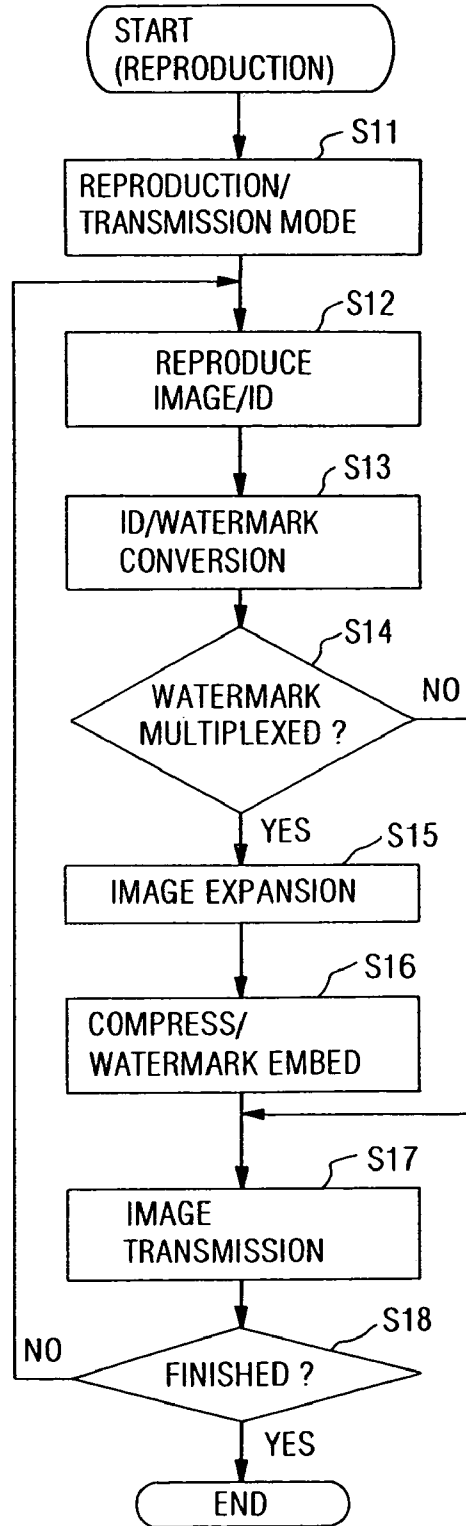 START
(REPRODUCTION)
S11
REPRODUCTION/
TRANSMISSION MODE
S12
REPRODUCE
IMAGE/ID
S13
ID/WATERMARK
CONVERSION
S14
WATERMARK
MULTIPLEXED ?
NO
YES
S15
IMAGE EXPANSION
S16
COMPRESS/
WATERMARK EMBED
S17
IMAGE
TRANSMISSION
S18
NO
FINISHED ?
YES
END